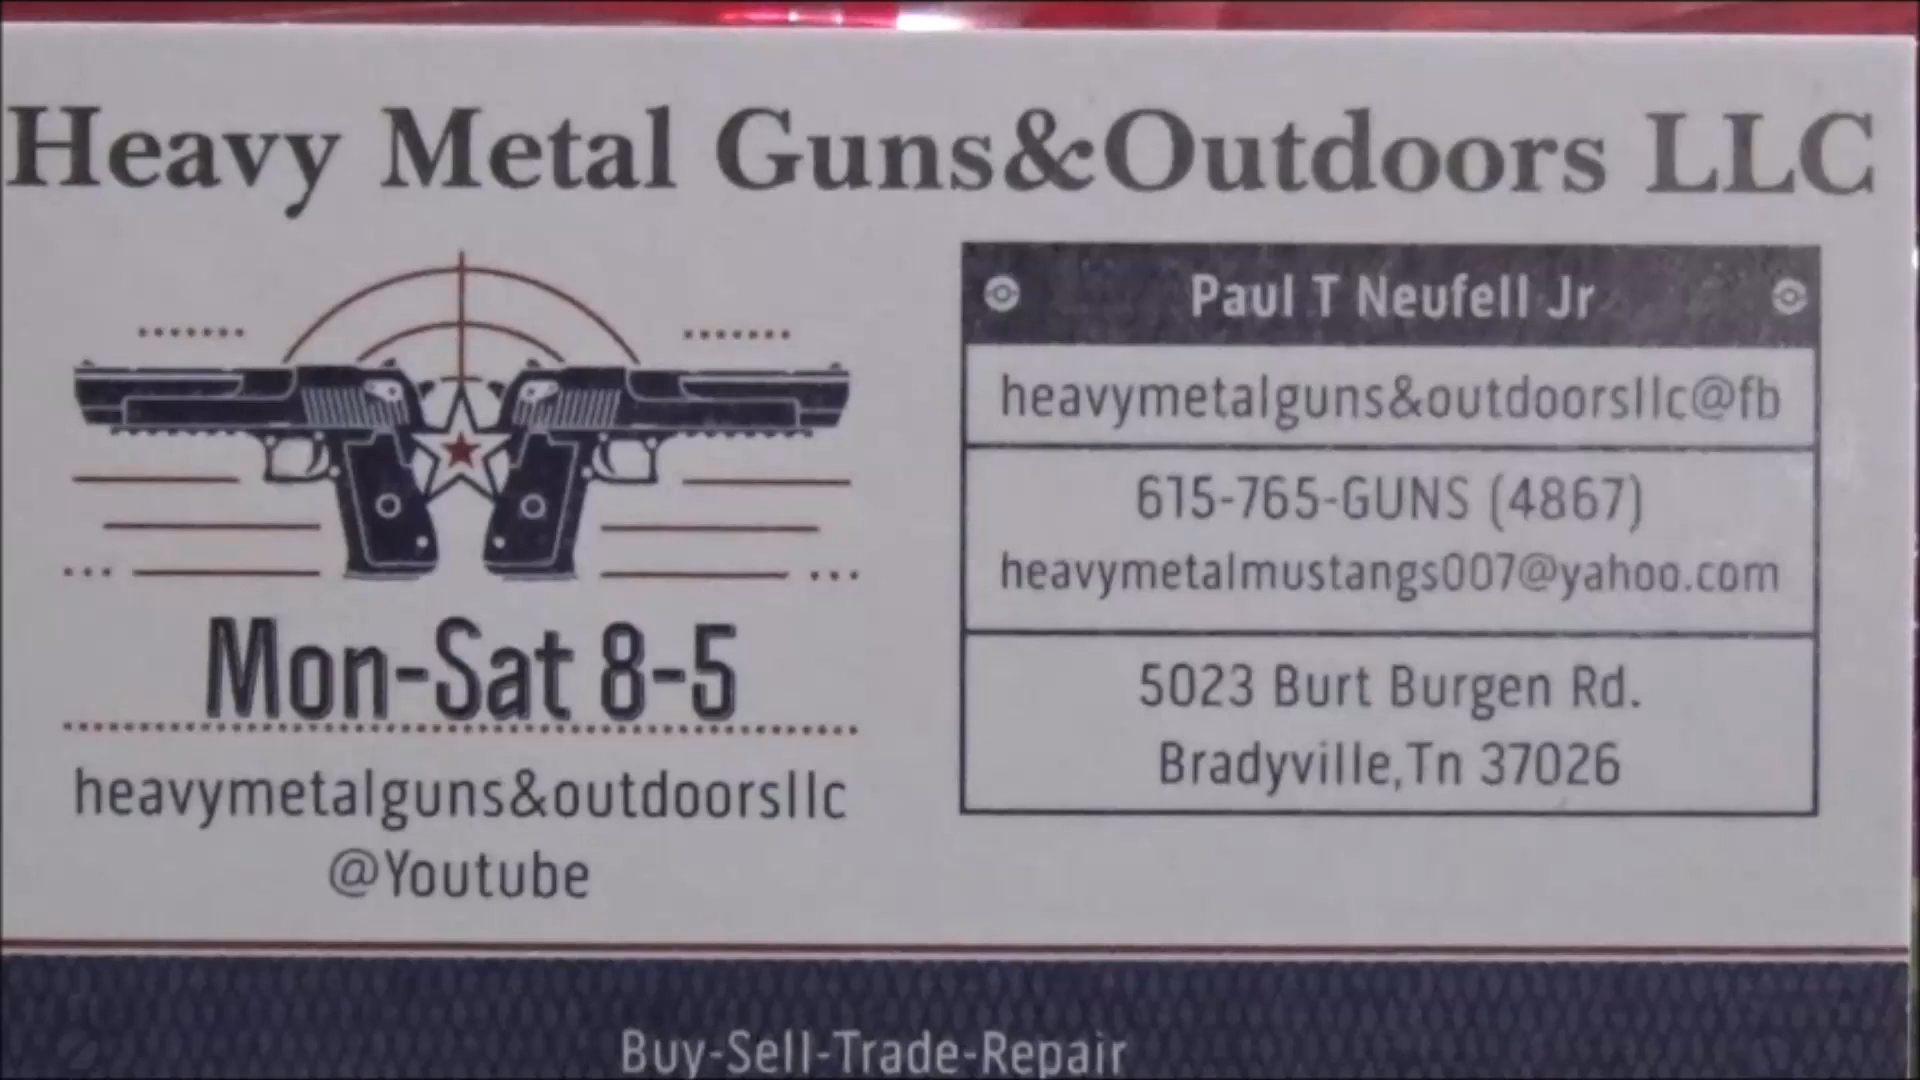 Heavy Metal Guns&Outdoors LLC
Mon-Sat 8-5
heavymetalguns&outdoorsllc
@Youtube
Paul T Neufell Jr
heavymetalguns&outdoorsllc@fb
615-765-GUNS (4867)
heavymetalmustangs007@yahoo.com
5023 Burt Burgen Rd.
Bradyville,Tn 37026
Buy-Sell-Trade-Repair